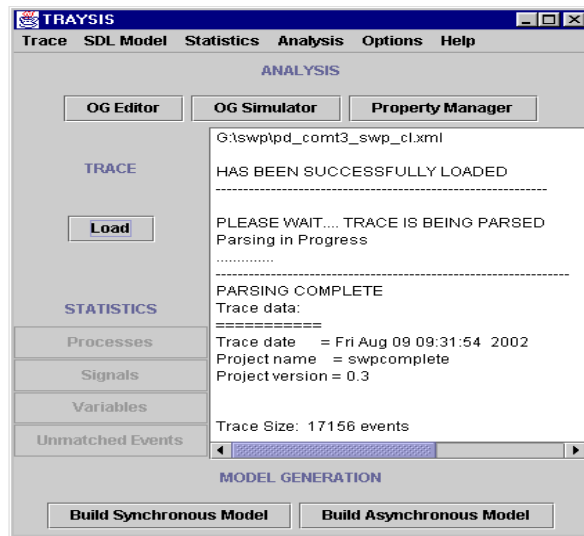 TRAYSIS
Trace SDL Model Statistics Analysis Options Help
ANALYSIS
OG Editor OG Simulator Property Manager
TRACE
Load
G:\swp\pd_comt3_swp_cl.xml
HAS BEEN SUCCESSFULLY LOADED
------------------------------------------------------------
PLEASE WAIT.... TRACE IS BEING PARSED
Parsing in Progress
..............
----------------------------------------------------------------
PARSING COMPLETE
Trace data:
===========
Trace date = Fri Aug 09 09:31:54 2002
Project name = swpcomplete
Project version = 0.3
Trace Size: 17156 events
STATISTICS
Processes
Signals
Variables
Unmatched Events
MODEL GENERATION
Build Synchronous Model Build Asynchronous Model